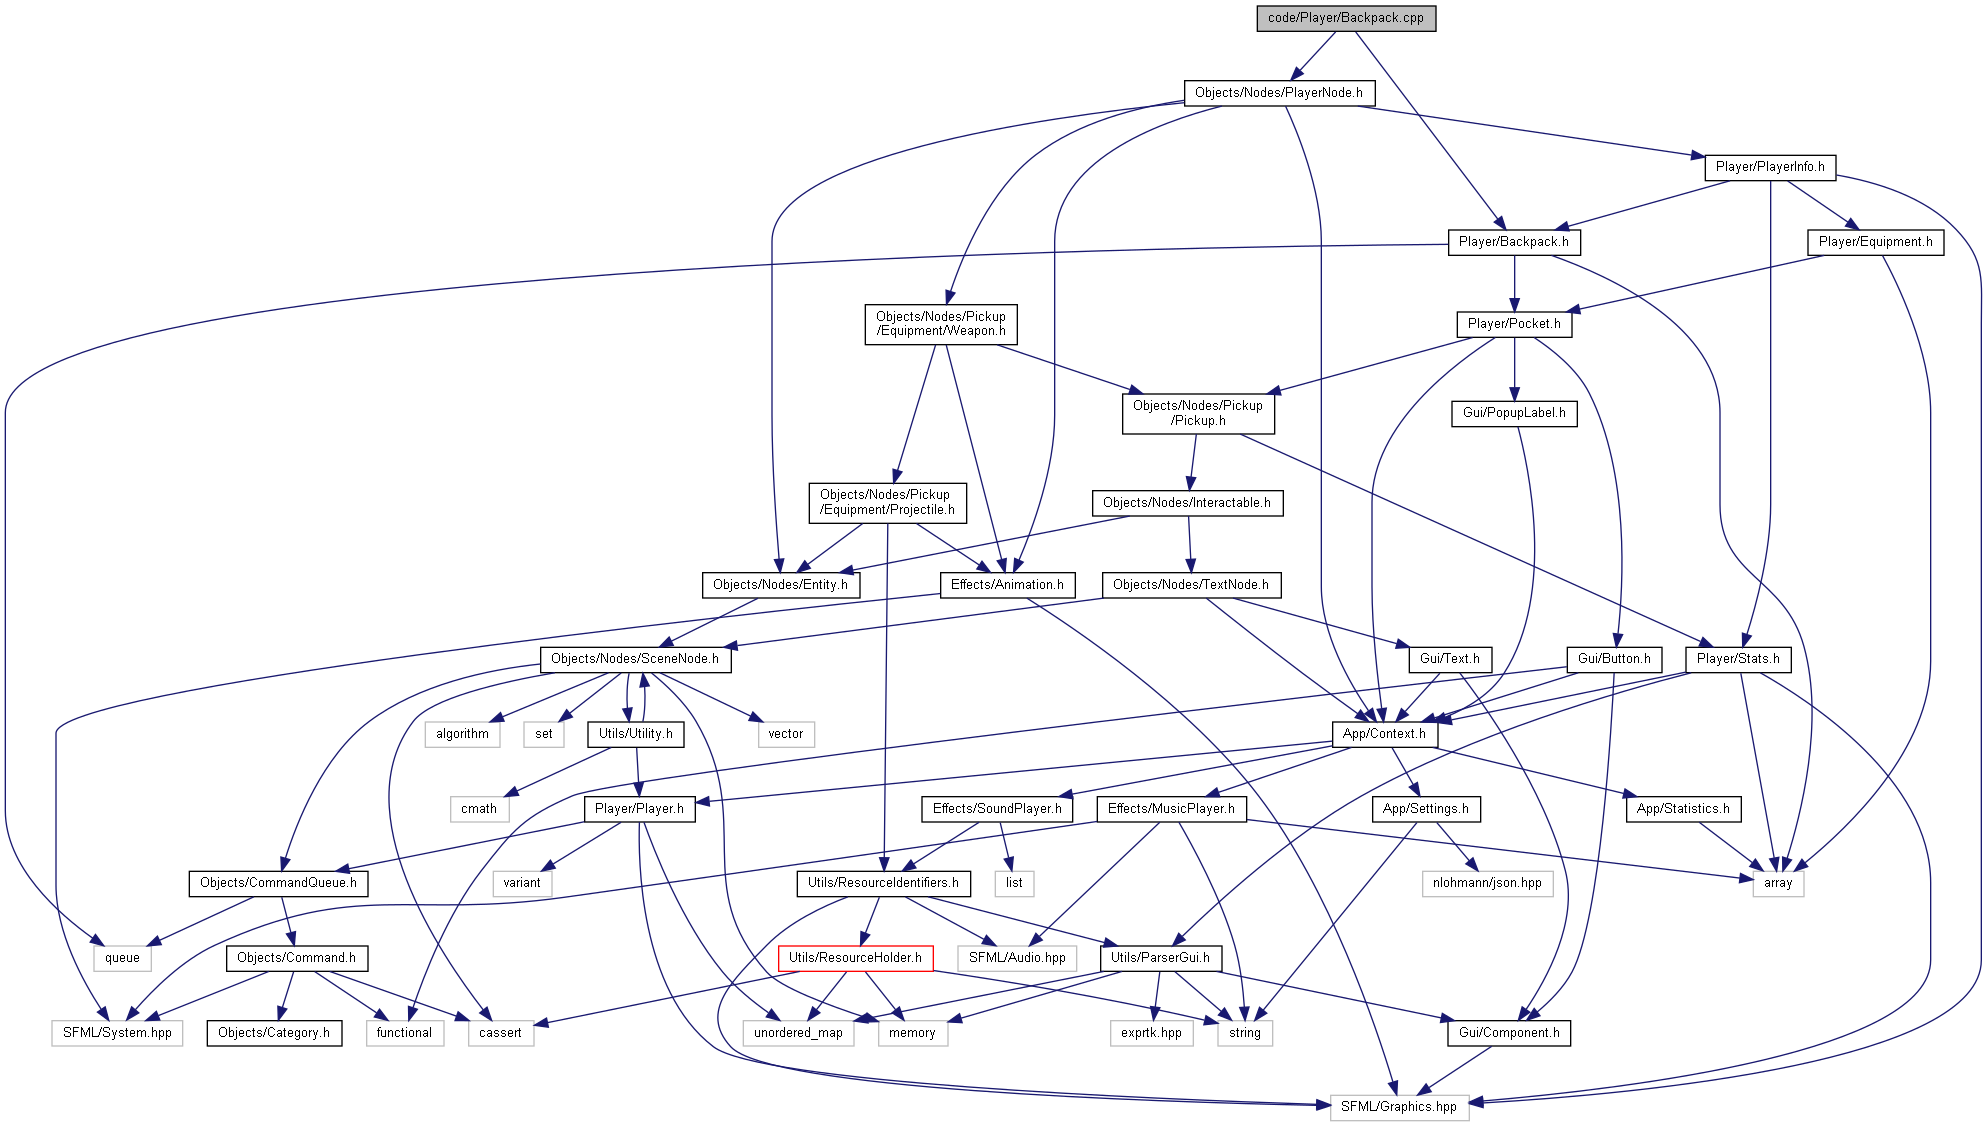 code/Player/Backpack.cpp
Objects/Nodes/PlayerNode.h
Player/PlayerInfo.h
Player/Backpack.h
Player/Equipment.h
Objects/Nodes/Pickup
/Equipment/Weapon.h
Player/Pocket.h
Objects/Nodes/Pickup
/Pickup.h
Gui/PopupLabel.h
Objects/Nodes/Pickup
/Equipment/Projectile.h
Objects/Nodes/Interactable.h
Objects/Nodes/Entity.h
Effects/Animation.h
Objects/Nodes/TextNode.h
Objects/Nodes/SceneNode.h
Gui/Text.h
Gui/Button.h
Player/Stats.h
algorithm
set
Utils/Utility.h
vector
App/Context.h
cmath
Player/Player.h
Effects/SoundPlayer.h
Effects/MusicPlayer.h
App/Settings.h
App/Statistics.h
Objects/CommandQueue.h
variant
Utils/ResourceIdentifiers.h
list
nlohmann/json.hpp
array
queue
Objects/Command.h
Utils/ResourceHolder.h
SFML/Audio.hpp
Utils/ParserGui.h
SFML/System.hpp
Objects/Category.h
functional
cassert
unordered_map
memory
exprtk.hpp
string
Gui/Component.h
SFML/Graphics.hpp